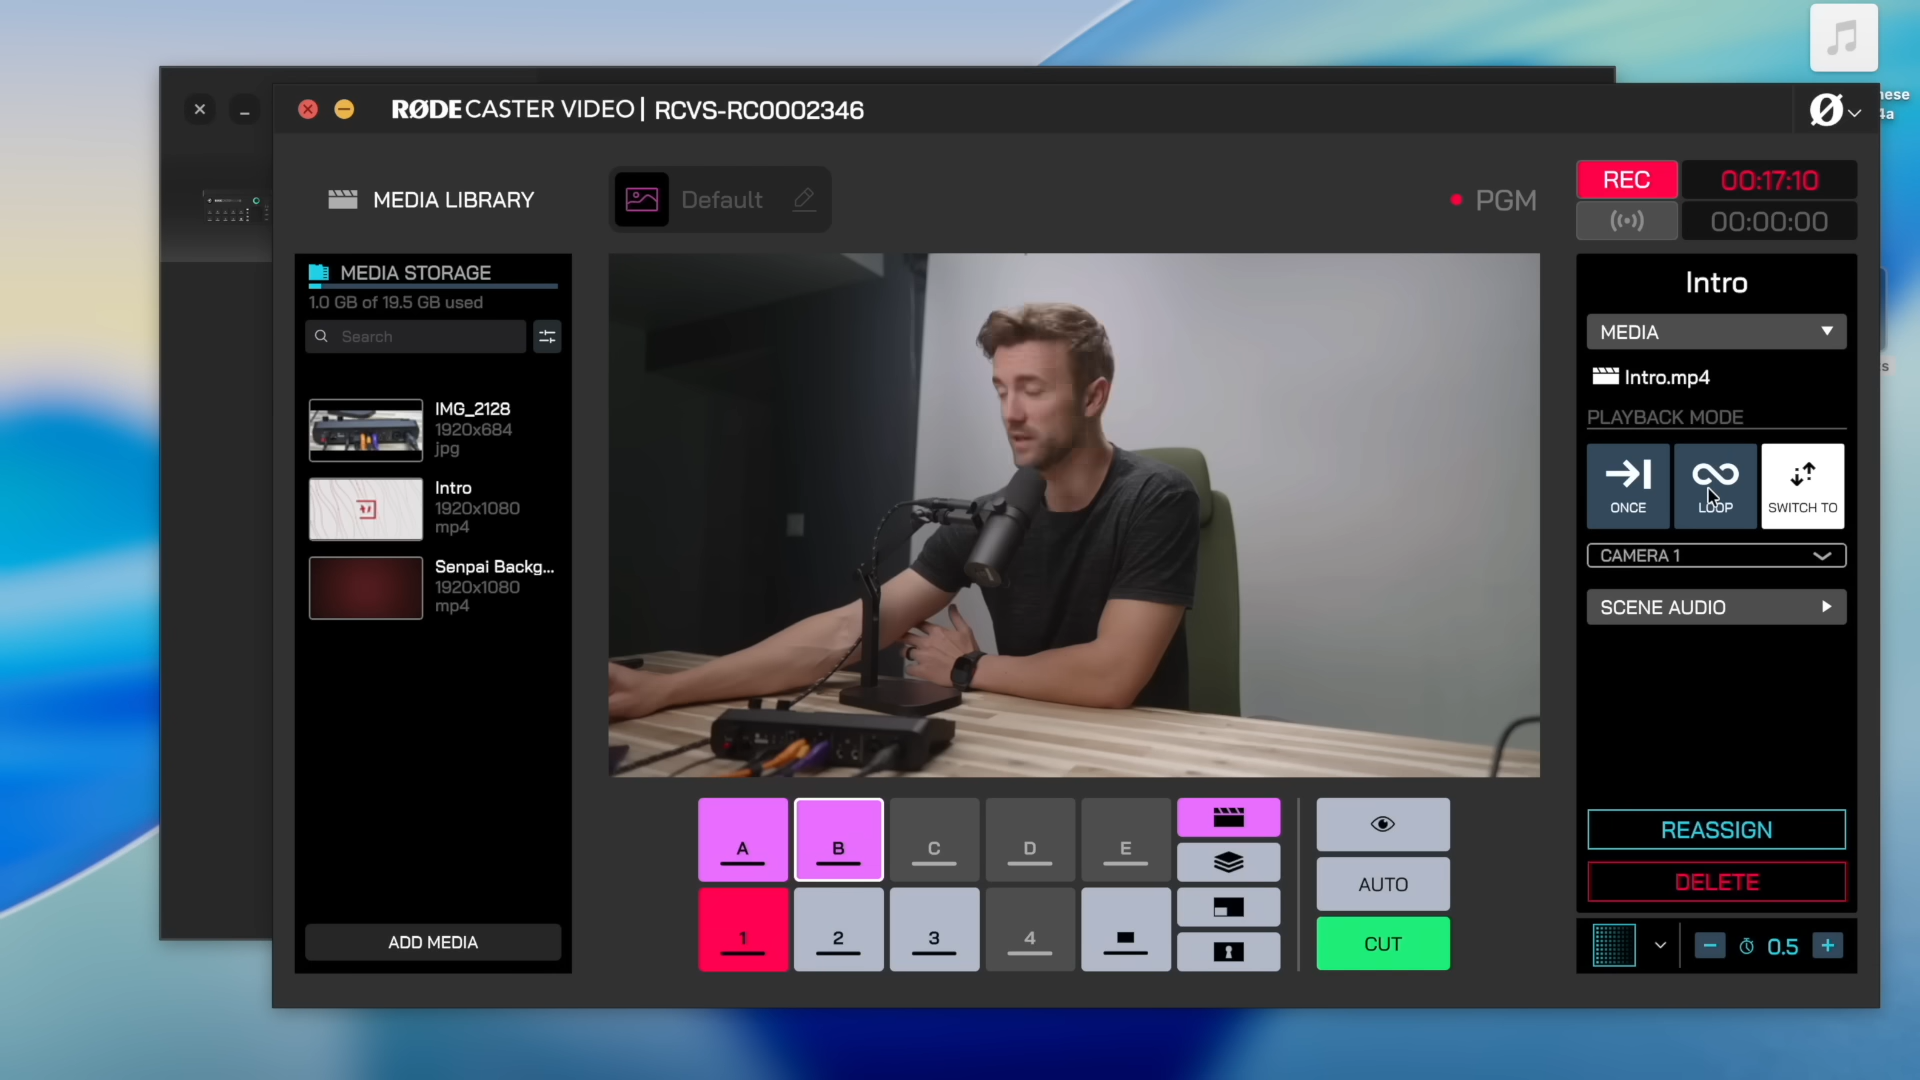 RØDECASTER VIDEO | RCVS-RC0002346
nese
4a
MEDIA LIBRARY
Default
PGM
REC
00:17:10
00:00:00
MEDIA STORAGE
1.0 GB of 19.5 GB used
Search
IMG_2128
1920x684
jpg
Intro
1920x1080
mp4
Senpai Backg...
1920x1080
mp4
ADD MEDIA
A
B
C
D
E
1
2
3
4
AUTO
CUT
Intro
MEDIA
Intro.mp4
PLAYBACK MODE
ONCE
LOOP
SWITCH TO
CAMERA 1
SCENE AUDIO
REASSIGN
DELETE
0.5
s